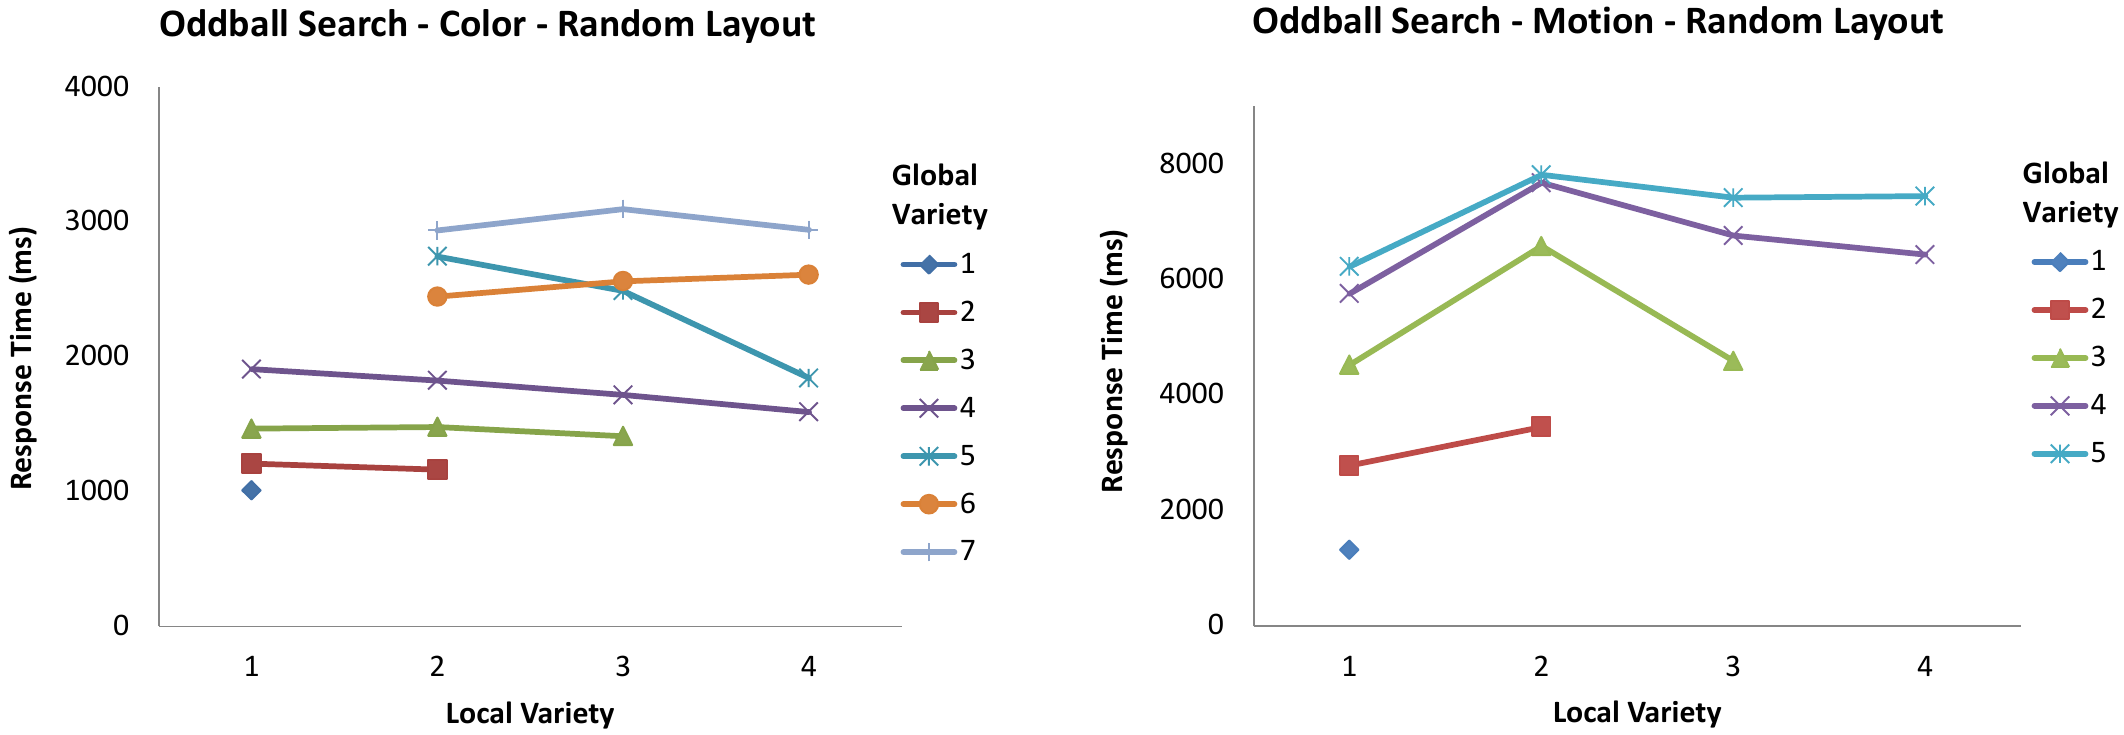 Oddball Search - Color - Random Layout
4000
3000
2000
1000
0
Response Time (ms)
1 2 3 4
Local Variety
Global
Variety
1
2
3
4
5
6
7
Oddball Search - Motion - Random Layout
8000
6000
4000
2000
0
Response Time (ms)
1 2 3 4
Local Variety
Global
Variety
1
2
3
4
5